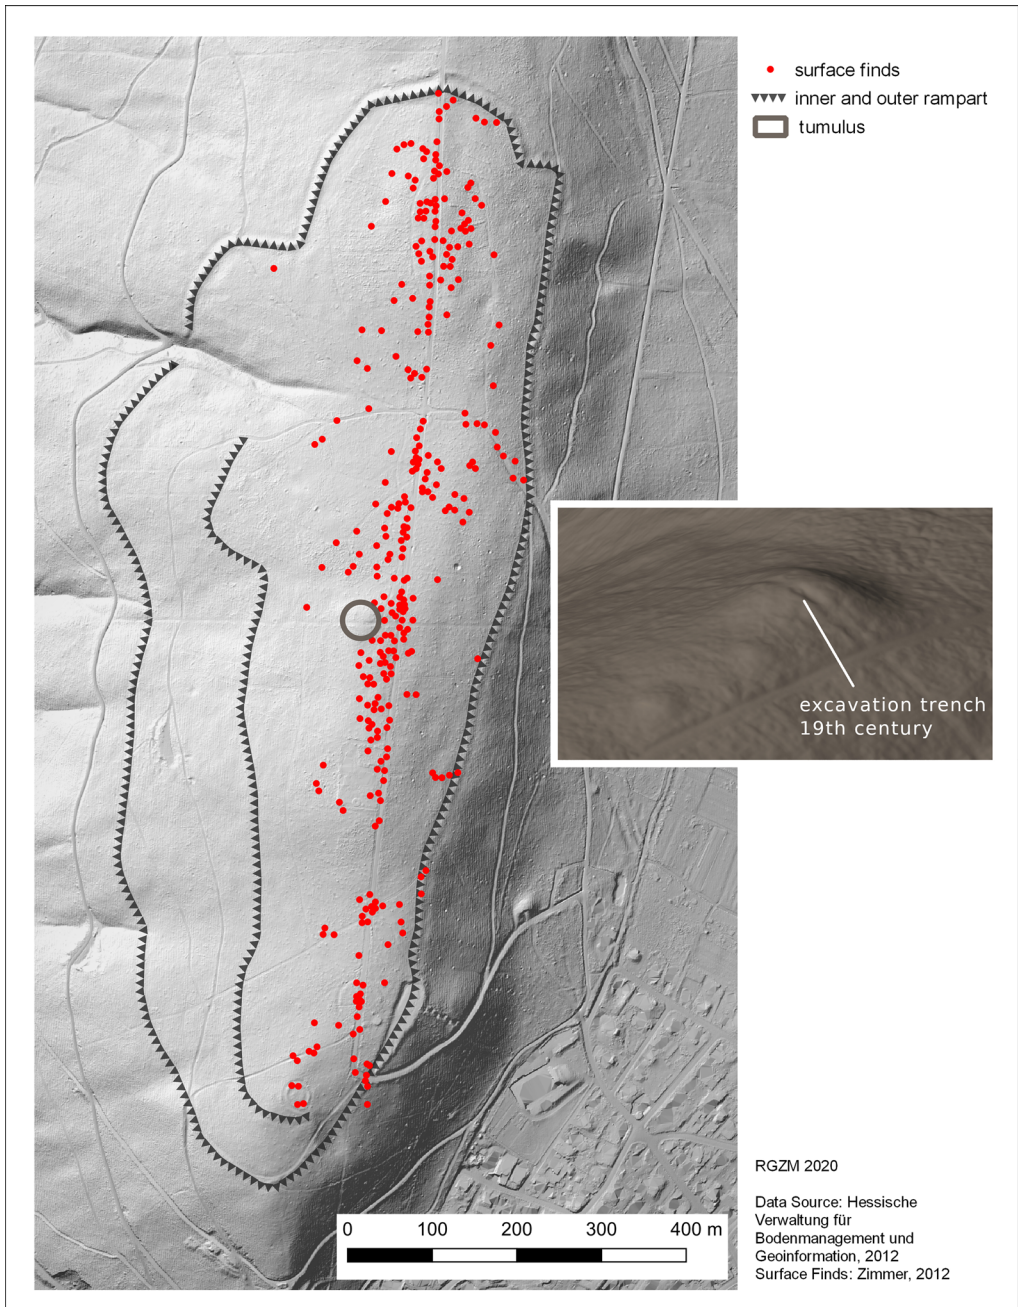 surface finds
inner and outer rampart
tumulus
excavation trench
19th century
RGZM 2020
Data Source: Hessische
Verwaltung für
Bodenmanagement und
Geoinformation, 2012
Surface Finds: Zimmer, 2012
0 100 200 300 400 m